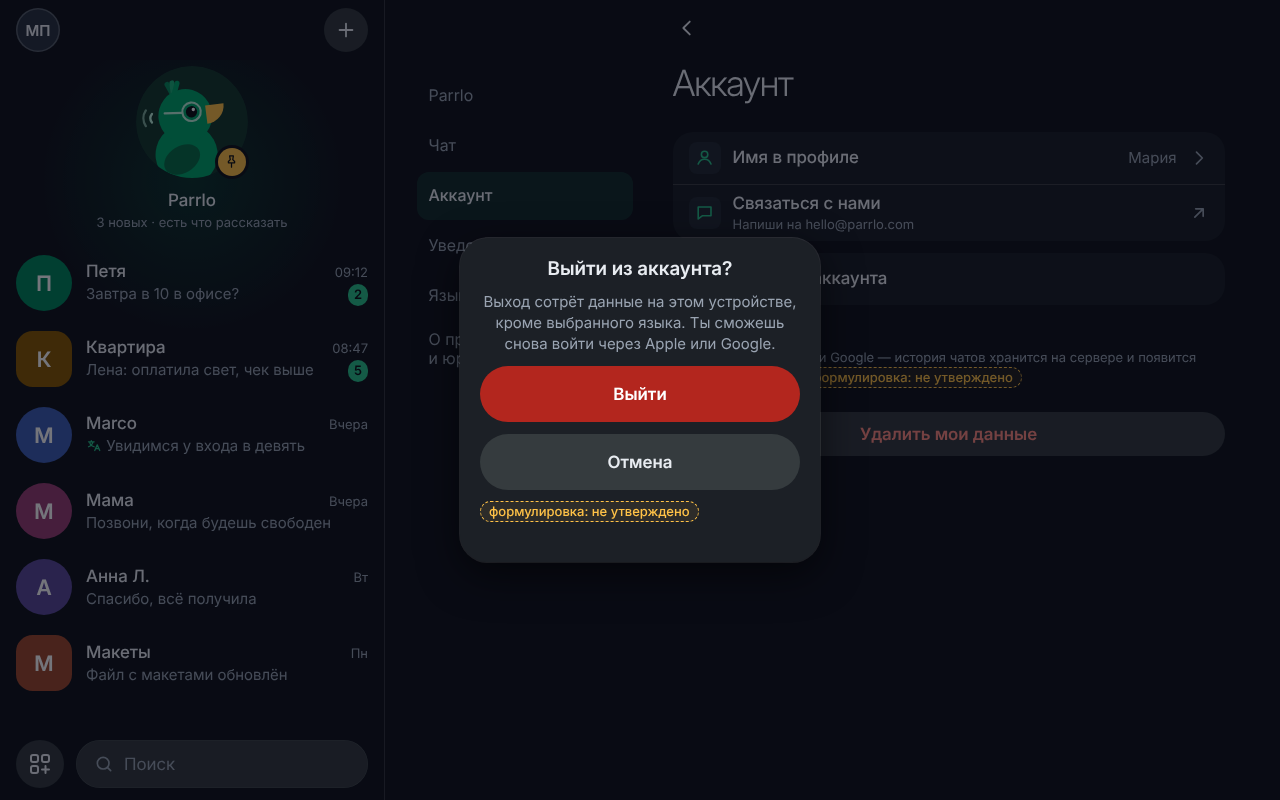 МП
Parrlo
3 новых · есть что рассказать
Петя
09:12
Завтра в 10 в офисе?
2
П
Квартира
08:47
Лена: оплатила свет, чек выше
5
К
Marco
Вчера
Увидимся у входа в девять
M
Мама
Вчера
Позвони, когда будешь свободен
М
Анна Л.
Вт
Спасибо, всё получила
А
Макеты
Пн
Файл с макетами обновлён
М
Поиск
Parrlo
Чат
Аккаунт
Аккаунт
Имя в профиле
Мария
Связаться с нами
Напиши на hello@parrlo.com
аккаунта
и Google — история чатов хранится на сервере и появится
формулировка: не утверждено
Удалить мои данные
Выйти из аккаунта?
Выход сотрёт данные на этом устройстве,
кроме выбранного языка. Ты сможешь
снова войти через Apple или Google.
Выйти
Отмена
формулировка: не утверждено